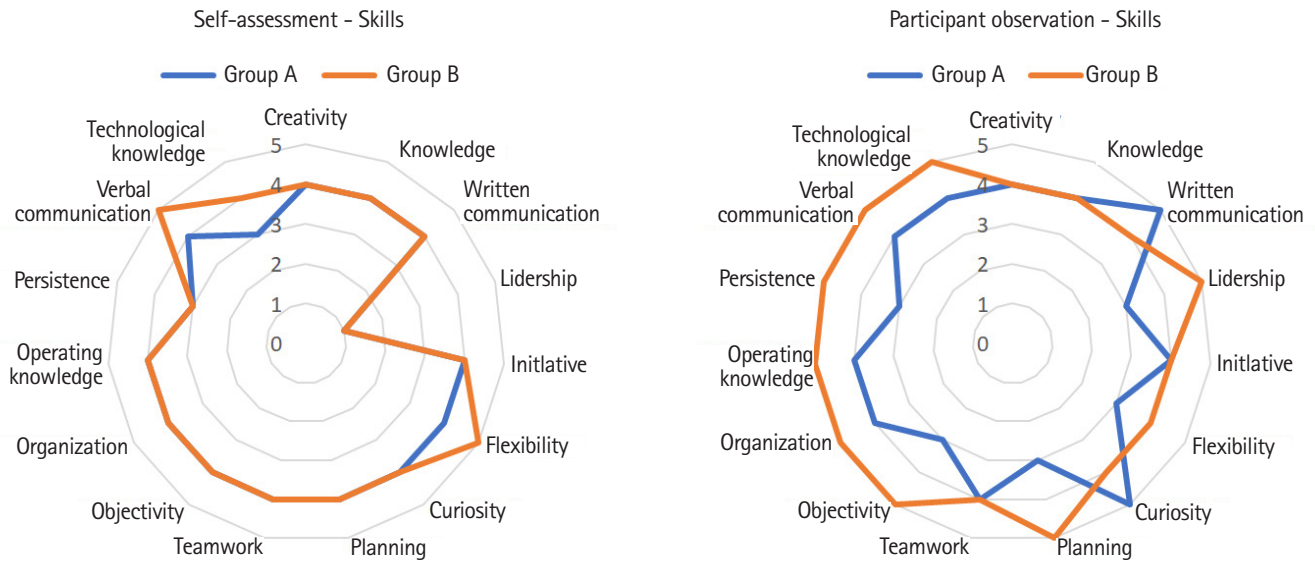 Self-assessment - Skills
Group A
Group B
Creativity
Knowledge
Written
communication
Lidership
Initlative
Flexibility
Curiosity
Planning
Teamwork
Objectivity
Organization
Operating
knowledge
Persistence
Verbal
communication
Technological
knowledge
5
4
3
2
1
0
Participant observation - Skills
Group A
Group B
Creativity
Knowledge
Written
communication
Lidership
Initlative
Flexibility
Curiosity
Planning
Teamwork
Objectivity
Organization
Operating
knowledge
Persistence
Verbal
communication
Technological
knowledge
5
4
3
2
1
0